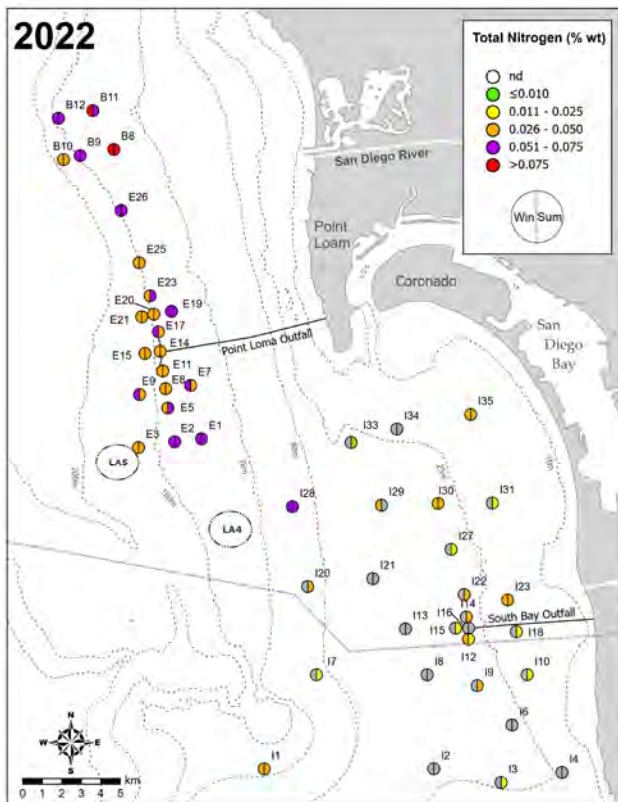 2022
Total Nitrogen (% wt)
nd
≤0.010
0.011 - 0.025
0.026 - 0.050
0.051 - 0.075
>0.075
Win Sum
B12
B11
B10
B9
B8
San Diego River
E26
Point
Loam
Coronado
E25
E23
E20
E19
E21
E17
San
Diego
Bay
E14
Point Loma Outfall
E15
E11
E9
E8
E7
E5
I35
I33
I34
E3
E2
E1
LA5
200m
100m
I28
I29
I30
I31
LA4
I27
I21
I20
I22
I23
I14
I16
South Bay Outfall
I13
I15
I18
I12
I7
I8
I9
I10
N
W
E
S
I6
I1
I2
I3
I4
0 1 2 3 4 5 km